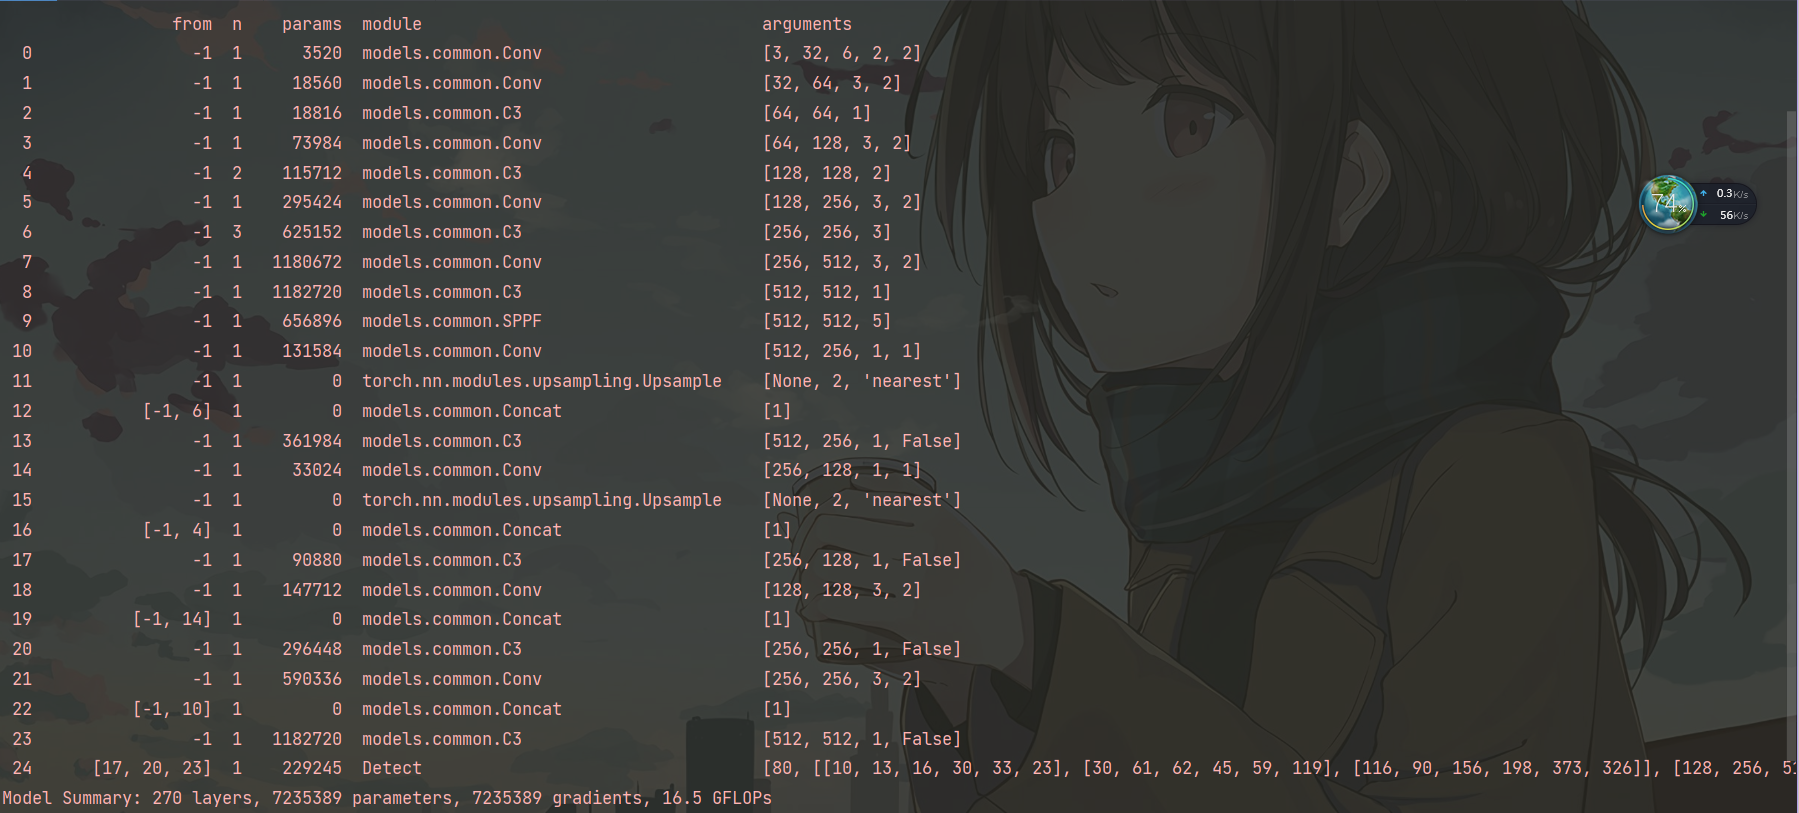 from n params module arguments
0 -1 1 3520 models.common.Conv [3, 32, 6, 2, 2]
1 -1 1 18560 models.common.Conv [32, 64, 3, 2]
2 -1 1 18816 models.common.C3 [64, 64, 1]
3 -1 1 73984 models.common.Conv [64, 128, 3, 2]
4 -1 2 115712 models.common.C3 [128, 128, 2]
5 -1 1 295424 models.common.Conv [128, 256, 3, 2]
6 -1 3 625152 models.common.C3 [256, 256, 3]
7 -1 1 1180672 models.common.Conv [256, 512, 3, 2]
8 -1 1 1182720 models.common.C3 [512, 512, 1]
9 -1 1 656896 models.common.SPPF [512, 512, 5]
10 -1 1 131584 models.common.Conv [512, 256, 1, 1]
11 -1 1 0 torch.nn.modules.upsampling.Upsample [None, 2, 'nearest']
12 [-1, 6] 1 0 models.common.Concat [1]
13 -1 1 361984 models.common.C3 [512, 256, 1, False]
14 -1 1 33024 models.common.Conv [256, 128, 1, 1]
15 -1 1 0 torch.nn.modules.upsampling.Upsample [None, 2, 'nearest']
16 [-1, 4] 1 0 models.common.Concat [1]
17 -1 1 90880 models.common.C3 [256, 128, 1, False]
18 -1 1 147712 models.common.Conv [128, 128, 3, 2]
19 [-1, 14] 1 0 models.common.Concat [1]
20 -1 1 296448 models.common.C3 [256, 256, 1, False]
21 -1 1 590336 models.common.Conv [256, 256, 3, 2]
22 [-1, 10] 1 0 models.common.Concat [1]
23 -1 1 1182720 models.common.C3 [512, 512, 1, False]
24 [17, 20, 23] 1 229245 Detect [80, [[10, 13, 16, 30, 33, 23], [30, 61, 62, 45, 59, 119], [116, 90, 156, 198, 373, 326]], [128, 256, 51
Model Summary: 270 layers, 7235389 parameters, 7235389 gradients, 16.5 GFLOPs
74%
0.3K/s
56K/s